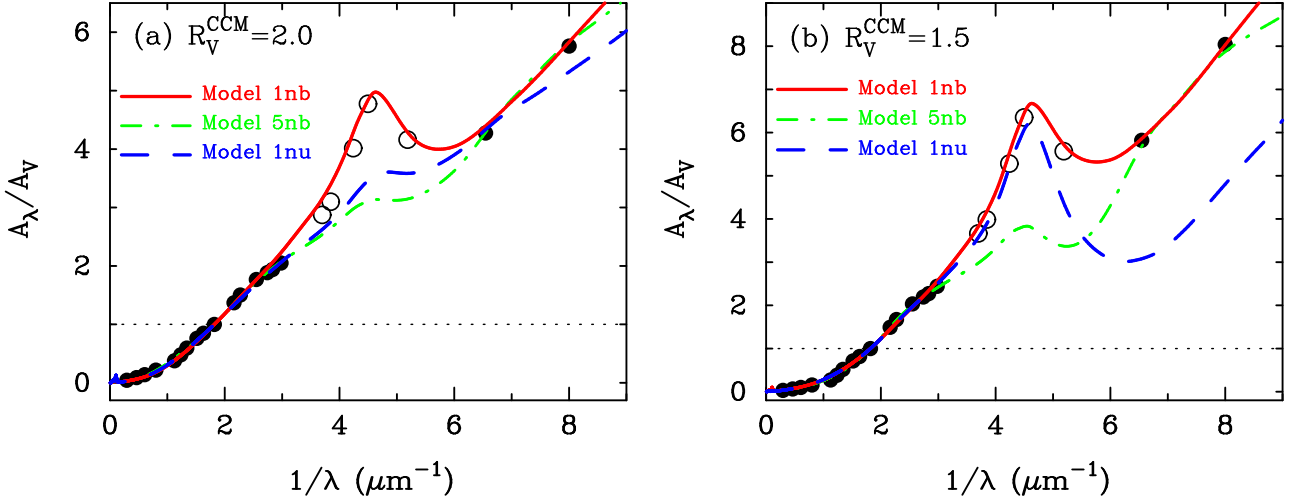 (a) R_V^CCM=2.0
Model 1nb
Model 5nb
Model 1nu
A_λ/A_V
6
4
2
0
0 2 4 6 8
1/λ (μm⁻¹)
(b) R_V^CCM=1.5
Model 1nb
Model 5nb
Model 1nu
A_λ/A_V
8
6
4
2
0
0 2 4 6 8
1/λ (μm⁻¹)